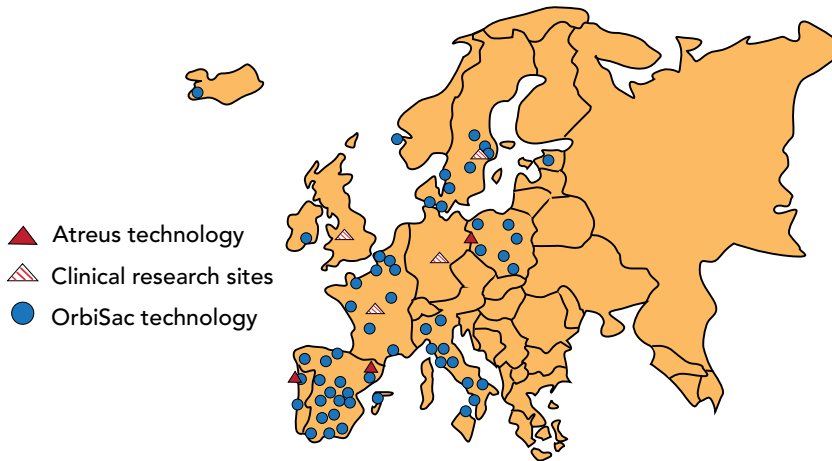 Atreus technology
Clinical research sites
OrbiSac technology